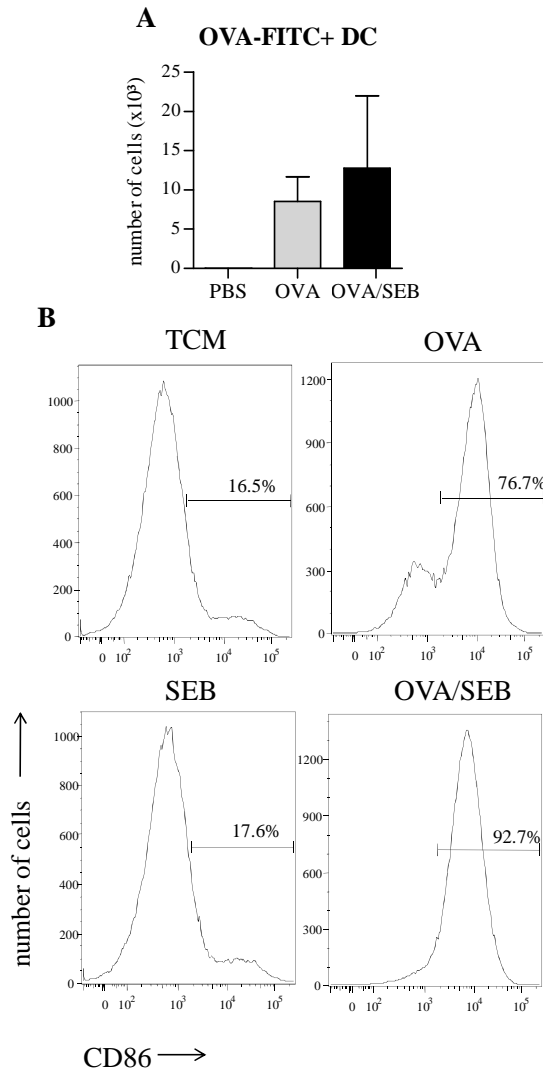 A
OVA-FITC+ DC
number of cells (x10³)
25
20
15
10
5
0
PBS OVA OVA/SEB
B
TCM
1000
800
600
400
200
0
16.5%
0 10² 10³ 10⁴ 10⁵
OVA
1200
900
600
300
0
76.7%
0 10² 10³ 10⁴ 10⁵
SEB
1000
800
600
400
200
0
17.6%
0 10² 10³ 10⁴ 10⁵
OVA/SEB
1200
900
600
300
0
92.7%
0 10² 10³ 10⁴ 10⁵
number of cells
CD86